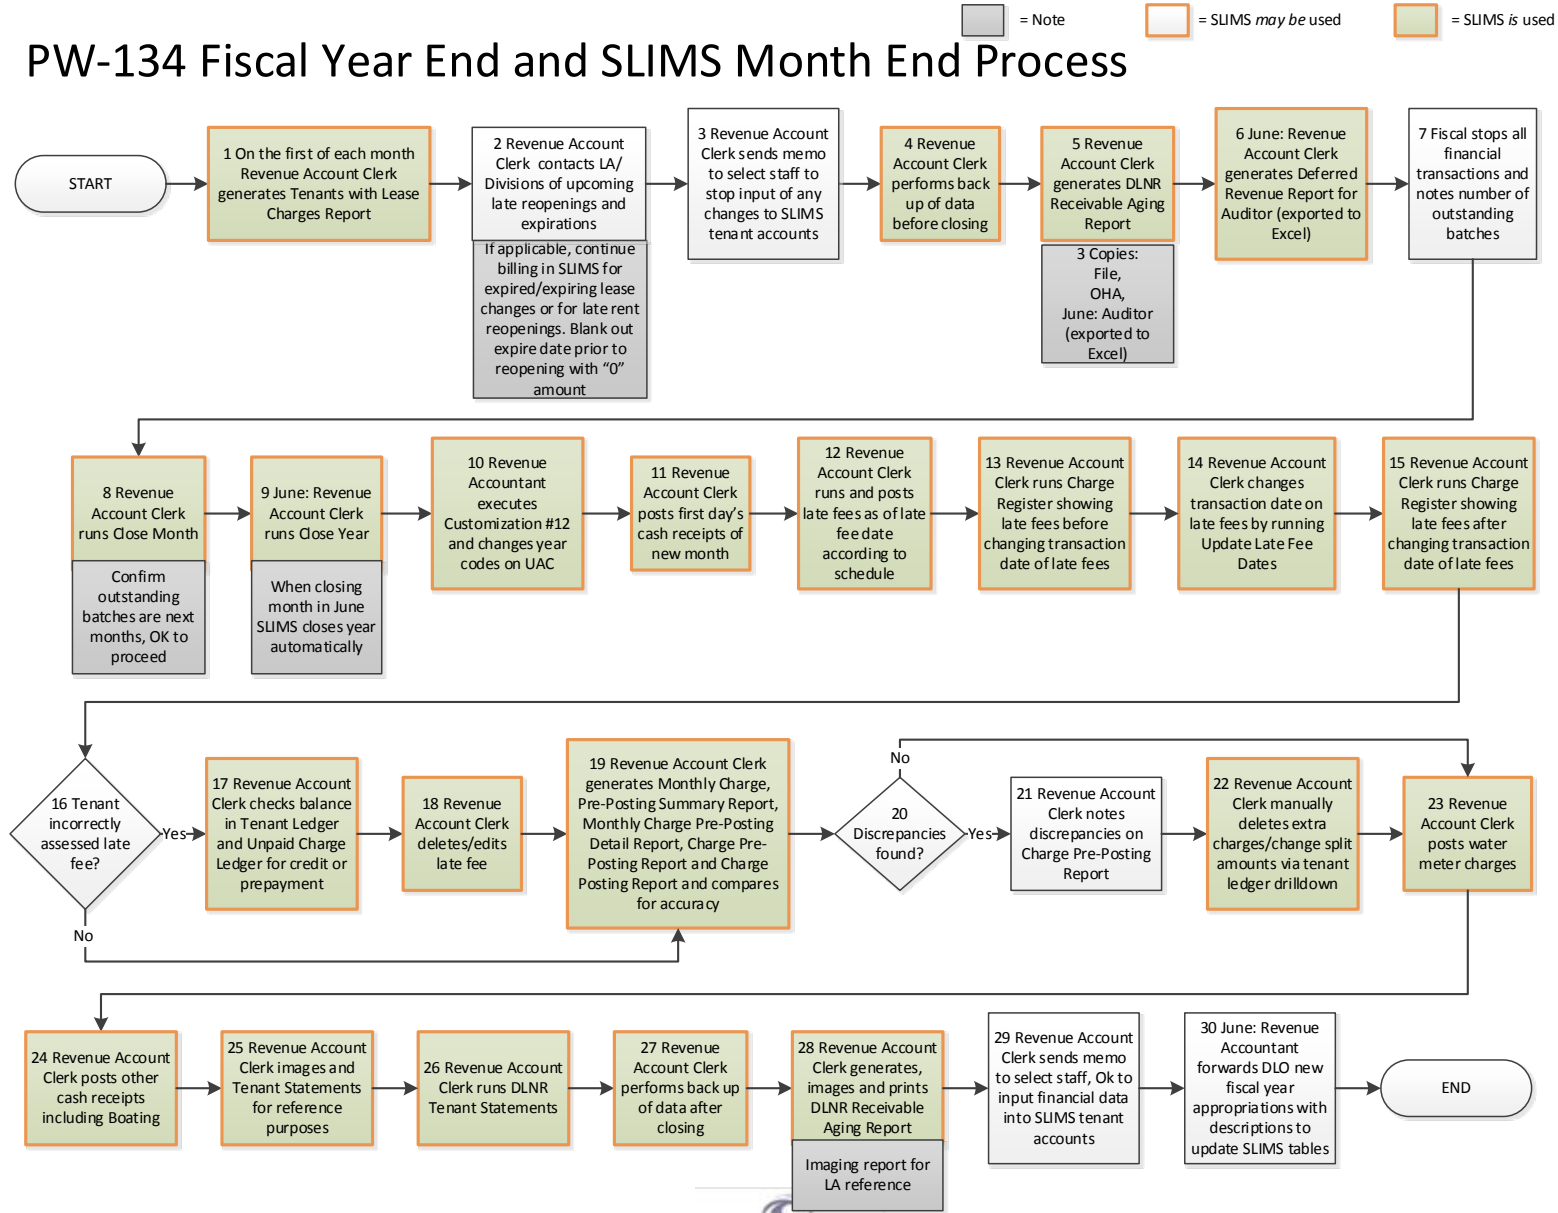 = Note
= SLIMS may be used
= SLIMS is used
PW-134 Fiscal Year End and SLIMS Month End Process
START
1 On the first of each month
Revenue Account Clerk
generates Tenants with Lease
Charges Report
2 Revenue Account
Clerk contacts LA/
Divisions of upcoming
late reopenings and
expirations
If applicable, continue
billing in SLIMS for
expired/expiring lease
changes or for late rent
reopenings. Blank out
expire date prior to
reopening with “0”
amount
3 Revenue Account
Clerk sends memo
to select staff to
stop input of any
changes to SLIMS
tenant accounts
4 Revenue
Account Clerk
performs back
up of data
before closing
5 Revenue
Account Clerk
generates DLNR
Receivable Aging
Report
3 Copies:
File,
OHA,
June: Auditor
(exported to
Excel)
6 June: Revenue
Account Clerk
generates Deferred
Revenue Report for
Auditor (exported to
Excel)
7 Fiscal stops all
financial
transactions and
notes number of
outstanding
batches
8 Revenue
Account Clerk
runs Close Month
Confirm
outstanding
batches are next
months, OK to
proceed
9 June: Revenue
Account Clerk
runs Close Year
When closing
month in June
SLIMS closes year
automatically
10 Revenue
Accountant
executes
Customization #12
and changes year
codes on UAC
11 Revenue
Account Clerk
posts first day’s
cash receipts of
new month
12 Revenue
Account Clerk
runs and posts
late fees as of late
fee date
according to
schedule
13 Revenue Account
Clerk runs Charge
Register showing
late fees before
changing transaction
date of late fees
14 Revenue Account
Clerk changes
transaction date on
late fees by running
Update Late Fee
Dates
15 Revenue Account
Clerk runs Charge
Register showing
late fees after
changing transaction
date of late fees
16 Tenant
incorrectly
assessed late
fee?
Yes
No
17 Revenue Account
Clerk checks balance
in Tenant Ledger
and Unpaid Charge
Ledger for credit or
prepayment
18 Revenue
Account Clerk
deletes/edits
late fee
19 Revenue Account Clerk
generates Monthly Charge,
Pre-Posting Summary Report,
Monthly Charge Pre-Posting
Detail Report, Charge Pre-
Posting Report and Charge
Posting Report and compares
for accuracy
20
Discrepancies
found?
No
Yes
21 Revenue Account
Clerk notes
discrepancies on
Charge Pre-Posting
Report
22 Revenue Account
Clerk manually
deletes extra
charges/change split
amounts via tenant
ledger drilldown
23 Revenue
Account Clerk
posts water
meter charges
24 Revenue Account
Clerk posts other
cash receipts
including Boating
25 Revenue Account
Clerk images and
Tenant Statements
for reference
purposes
26 Revenue Account
Clerk runs DLNR
Tenant Statements
27 Revenue
Account Clerk
performs back up
of data after
closing
28 Revenue Account
Clerk generates,
images and prints
DLNR Receivable
Aging Report
Imaging report for
LA reference
29 Revenue Account
Clerk sends memo
to select staff, Ok to
input financial data
into SLIMS tenant
accounts
30 June: Revenue
Accountant
forwards DLO new
fiscal year
appropriations with
descriptions to
update SLIMS tables
END